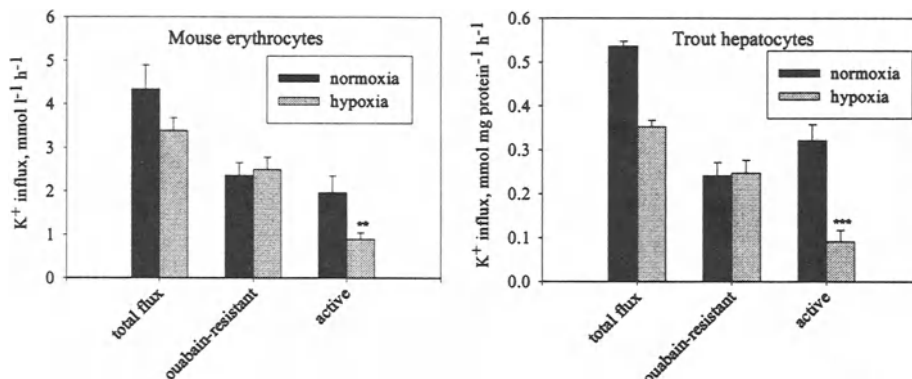 Mouse erythrocytes
normoxia
hypoxia
K⁺ influx, mmol l⁻¹ h⁻¹
6
5
4
3
2
1
0
**
total flux
ouabain-resistant
active
Trout hepatocytes
normoxia
hypoxia
K⁺ influx, mmol mg protein⁻¹ h⁻¹
0.6
0.5
0.4
0.3
0.2
0.1
0.0
***
total flux
ouabain-resistant
active